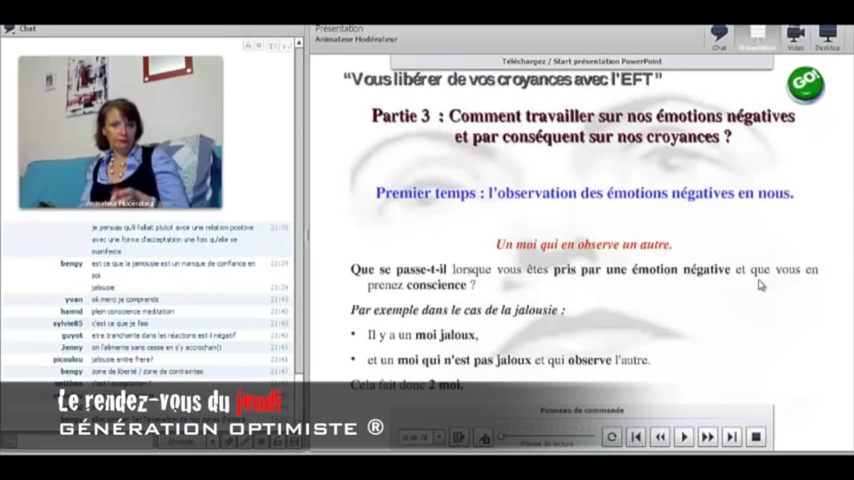 Chat
Présentation
Animateur Modérateur
Chat
Présentation
Video
Desktop
Téléchargez / Start présentation PowerPoint
"Vous libérer de vos croyances avec l'EFT"
GO!
Partie 3 : Comment travailler sur nos émotions négatives
et par conséquent sur nos croyances ?
Premier temps : l'observation des émotions négatives en nous.
Un moi qui en observe un autre.
Que se passe-t-il lorsque vous êtes pris par une émotion négative et que vous en
prenez conscience ?
Par exemple dans le cas de la jalousie :
• Il y a un moi jaloux,
• et un moi qui n'est pas jaloux et qui observe l'autre.
Cela fait donc 2 moi.
Animateur Modérateur
je pensais qu'il fallait plutot avoir une relation positive
avec une forme d'acceptation une fois qu'elle se
manifeste
bengy est ce que la jamousie est un manque de confiance en 21:39
soi
jalousie 21:39
yvan ok merci je comprends 21:40
hamid plein conscience meditation 21:40
sylvie85 c'est ce que je fais 21:40
guyot etre tranchante dans les réactions est il négatif 21:40
Jenny on l'alimente sans cesse en s'y accrochant 21:41
picoulou jalousie entre frere? 21:41
bengy zone de liberté / zone de contraintes 21:47
Le rendez-vous du jeudi
GÉNÉRATION OPTIMISTE ®
Panneau de commande